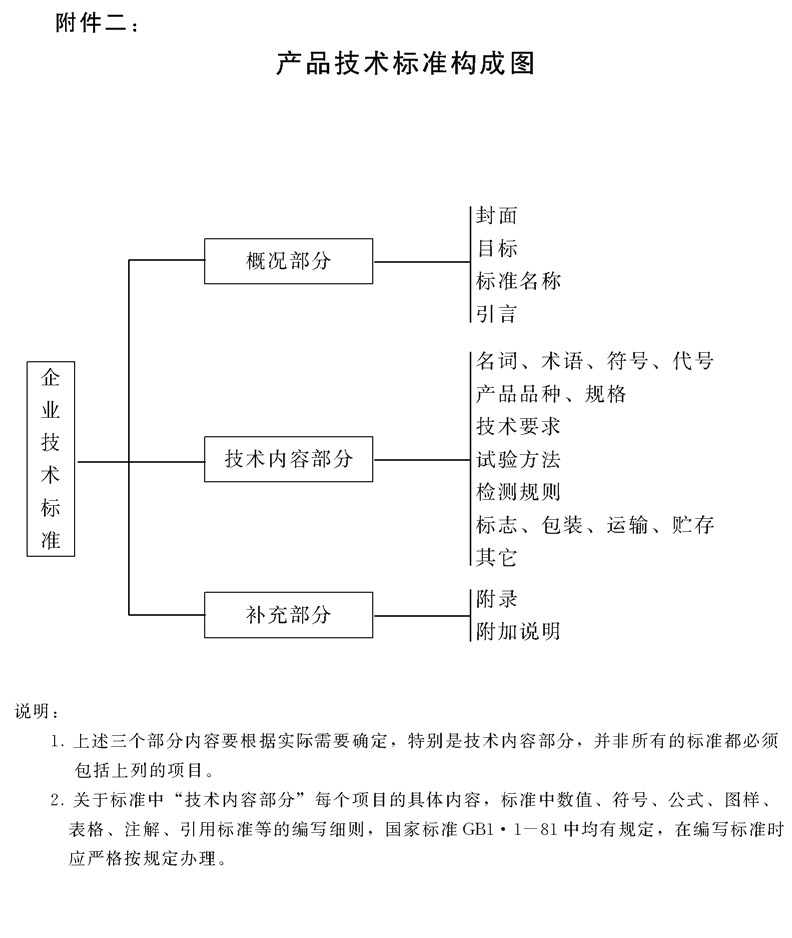 附件二：
产品技术标准构成图
企业技术标准
概况部分
封面
目标
标准名称
引言
技术内容部分
名词、术语、符号、代号
产品品种、规格
技术要求
试验方法
检测规则
标志、包装、运输、贮存
其它
补充部分
附录
附加说明
说明：
1. 上述三个部分内容要根据实际需要确定，特别是技术内容部分，并非所有的标准都必须
包括上列的项目。
2. 关于标准中“技术内容部分”每个项目的具体内容，标准中数值、符号、公式、图样、
表格、注解、引用标准等的编写细则，国家标准 GB1·1—81 中均有规定，在编写标准时
应严格按规定办理。